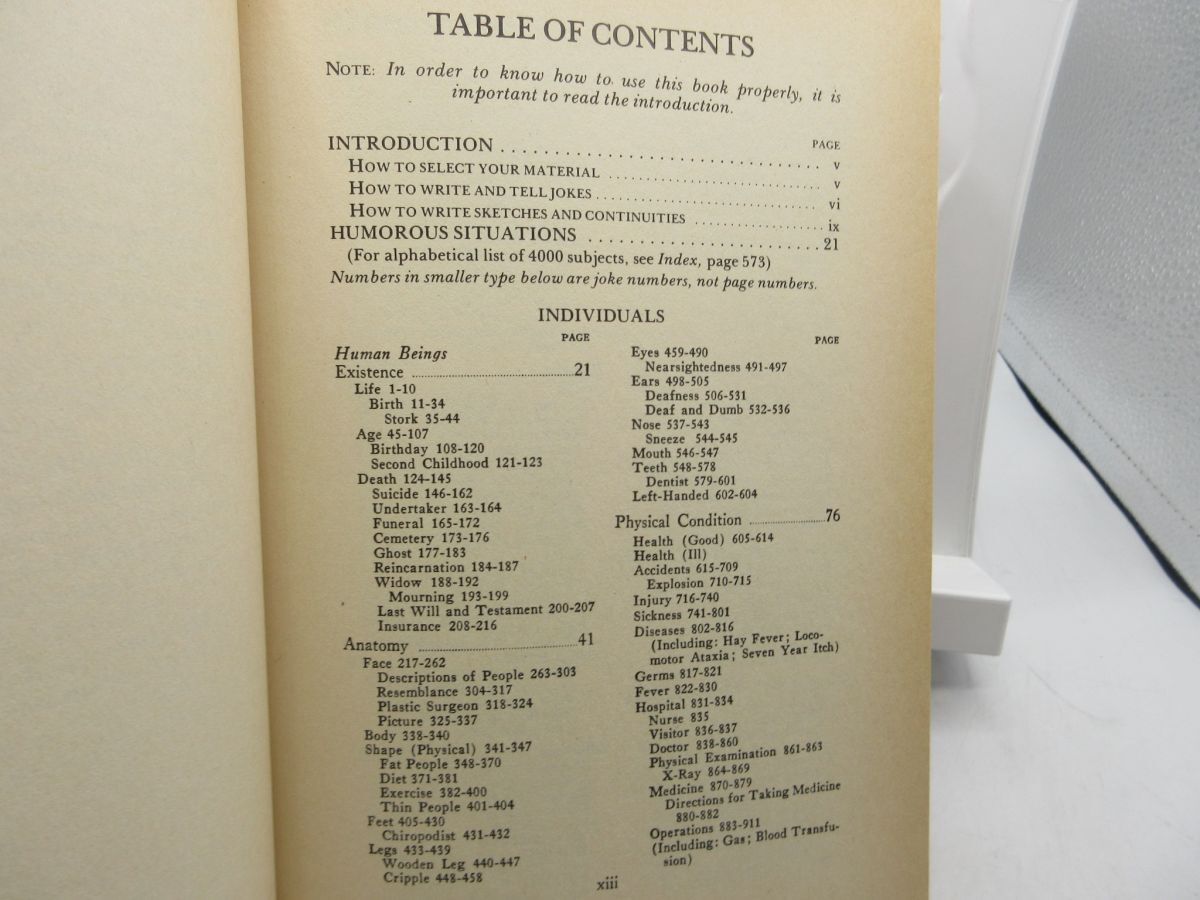 TABLE OF CONTENTS
NOTE: In order to know how to use this book properly, it is
important to read the introduction.
PAGE
INTRODUCTION . . . . . . . . . . . . . . . . . . . . v
HOW TO SELECT YOUR MATERIAL . . . . . . . . . . . . . . . . . . . . v
HOW TO WRITE AND TELL JOKES . . . . . . . . . . . . . . . . . . . . vi
HOW TO WRITE SKETCHES AND CONTINUITIES . . . . . . . . . . . . ix
HUMOROUS SITUATIONS . . . . . . . . . . . . . . . . . . . . 21
(For alphabetical list of 4000 subjects, see Index, page 573)
Numbers in smaller type below are joke numbers, not page numbers.
INDIVIDUALS
PAGE
Human Beings
Existence ........................ 21
Life 1-10
Birth 11-34
Stork 35-44
Age 45-107
Birthday 108-120
Second Childhood 121-123
Death 124-145
Suicide 146-162
Undertaker 163-164
Funeral 165-172
Cemetery 173-176
Ghost 177-183
Reincarnation 184-187
Widow 188-192
Mourning 193-199
Last Will and Testament 200-207
Insurance 208-216
Anatomy ........................ 41
Face 217-262
Descriptions of People 263-303
Resemblance 304-317
Plastic Surgeon 318-324
Picture 325-337
Body 338-340
Shape (Physical) 341-347
Fat People 348-370
Diet 371-381
Exercise 382-400
Thin People 401-404
Feet 405-430
Chiropodist 431-432
Legs 433-439
Wooden Leg 440-447
Cripple 448-458
PAGE
Eyes 459-490
Nearsightedness 491-497
Ears 498-505
Deafness 506-531
Deaf and Dumb 532-536
Nose 537-543
Sneeze 544-545
Mouth 546-547
Teeth 548-578
Dentist 579-601
Left-Handed 602-604
Physical Condition ................ 76
Health (Good) 605-614
Health (Ill)
Accidents 615-709
Explosion 710-715
Injury 716-740
Sickness 741-801
Diseases 802-816
(Including: Hay Fever; Loco-
motor Ataxia; Seven Year Itch)
Germs 817-821
Fever 822-830
Hospital 831-834
Nurse 835
Visitor 836-837
Doctor 838-860
Physical Examination 861-863
X-Ray 864-869
Medicine 870-879
Directions for Taking Medicine
880-882
Operations 883-911
(Including: Gas; Blood Transfu-
sion)
xiii